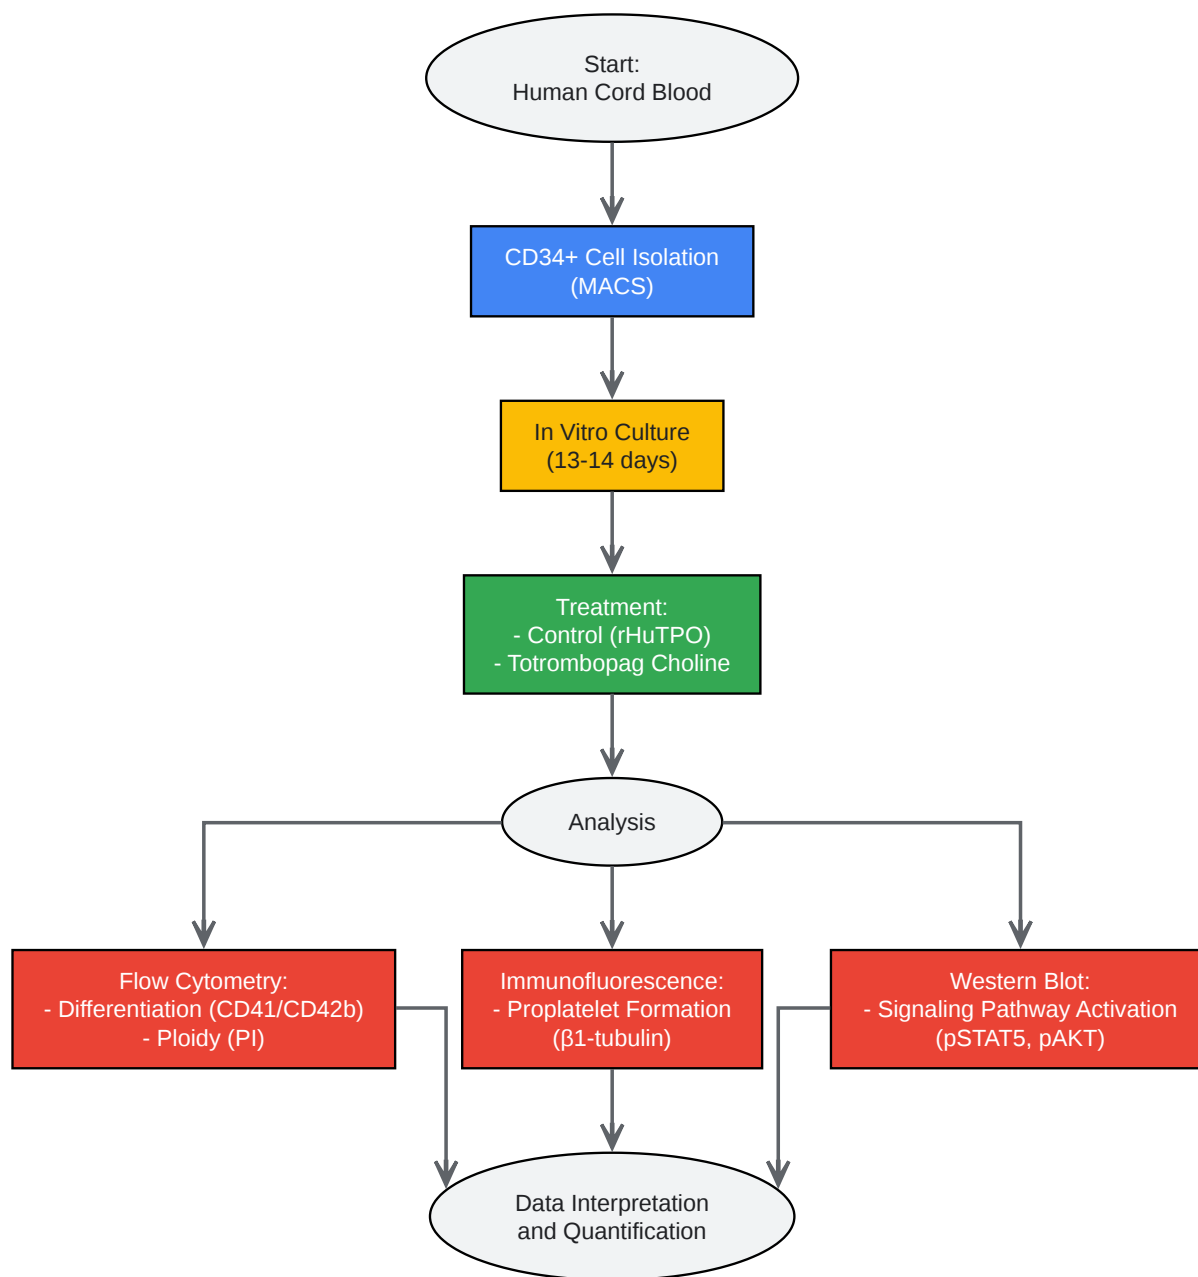 Start:
Human Cord Blood
CD34+ Cell Isolation
(MACS)
In Vitro Culture
(13-14 days)
Treatment:
- Control (rHuTPO)
- Totrombopag Choline
Analysis
Flow Cytometry:
- Differentiation (CD41/CD42b)
- Ploidy (PI)
Immunofluorescence:
- Proplatelet Formation
(β1-tubulin)
Western Blot:
- Signaling Pathway Activation
(pSTAT5, pAKT)
Data Interpretation
and Quantification